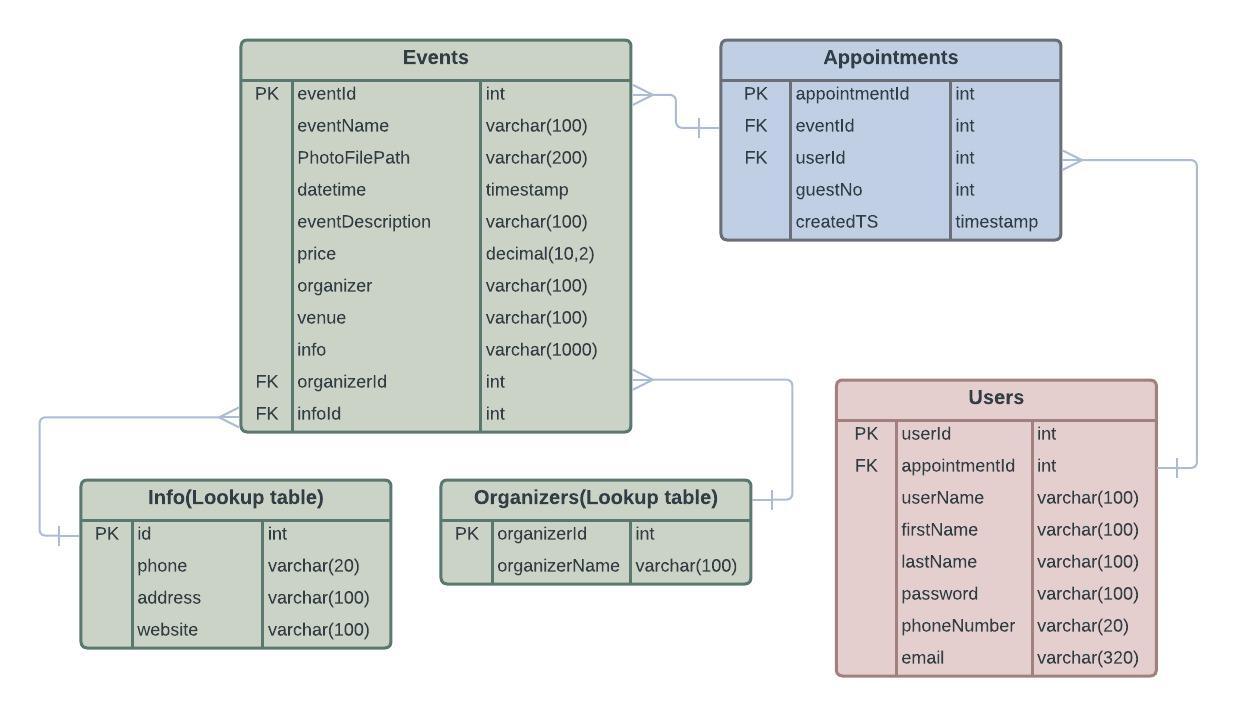 Events
PK eventId int
eventName varchar(100)
PhotoFilePath varchar(200)
datetime timestamp
eventDescription varchar(100)
price decimal(10,2)
organizer varchar(100)
venue varchar(100)
info varchar(1000)
FK organizerId int
FK infoId int
Appointments
PK appointmentId int
FK eventId int
FK userId int
guestNo int
createdTS timestamp
Users
PK userId int
FK appointmentId int
userName varchar(100)
firstName varchar(100)
lastName varchar(100)
password varchar(100)
phoneNumber varchar(20)
email varchar(320)
Info(Lookup table)
PK id int
phone varchar(20)
address varchar(100)
website varchar(100)
Organizers(Lookup table)
PK organizerId int
organizerName varchar(100)